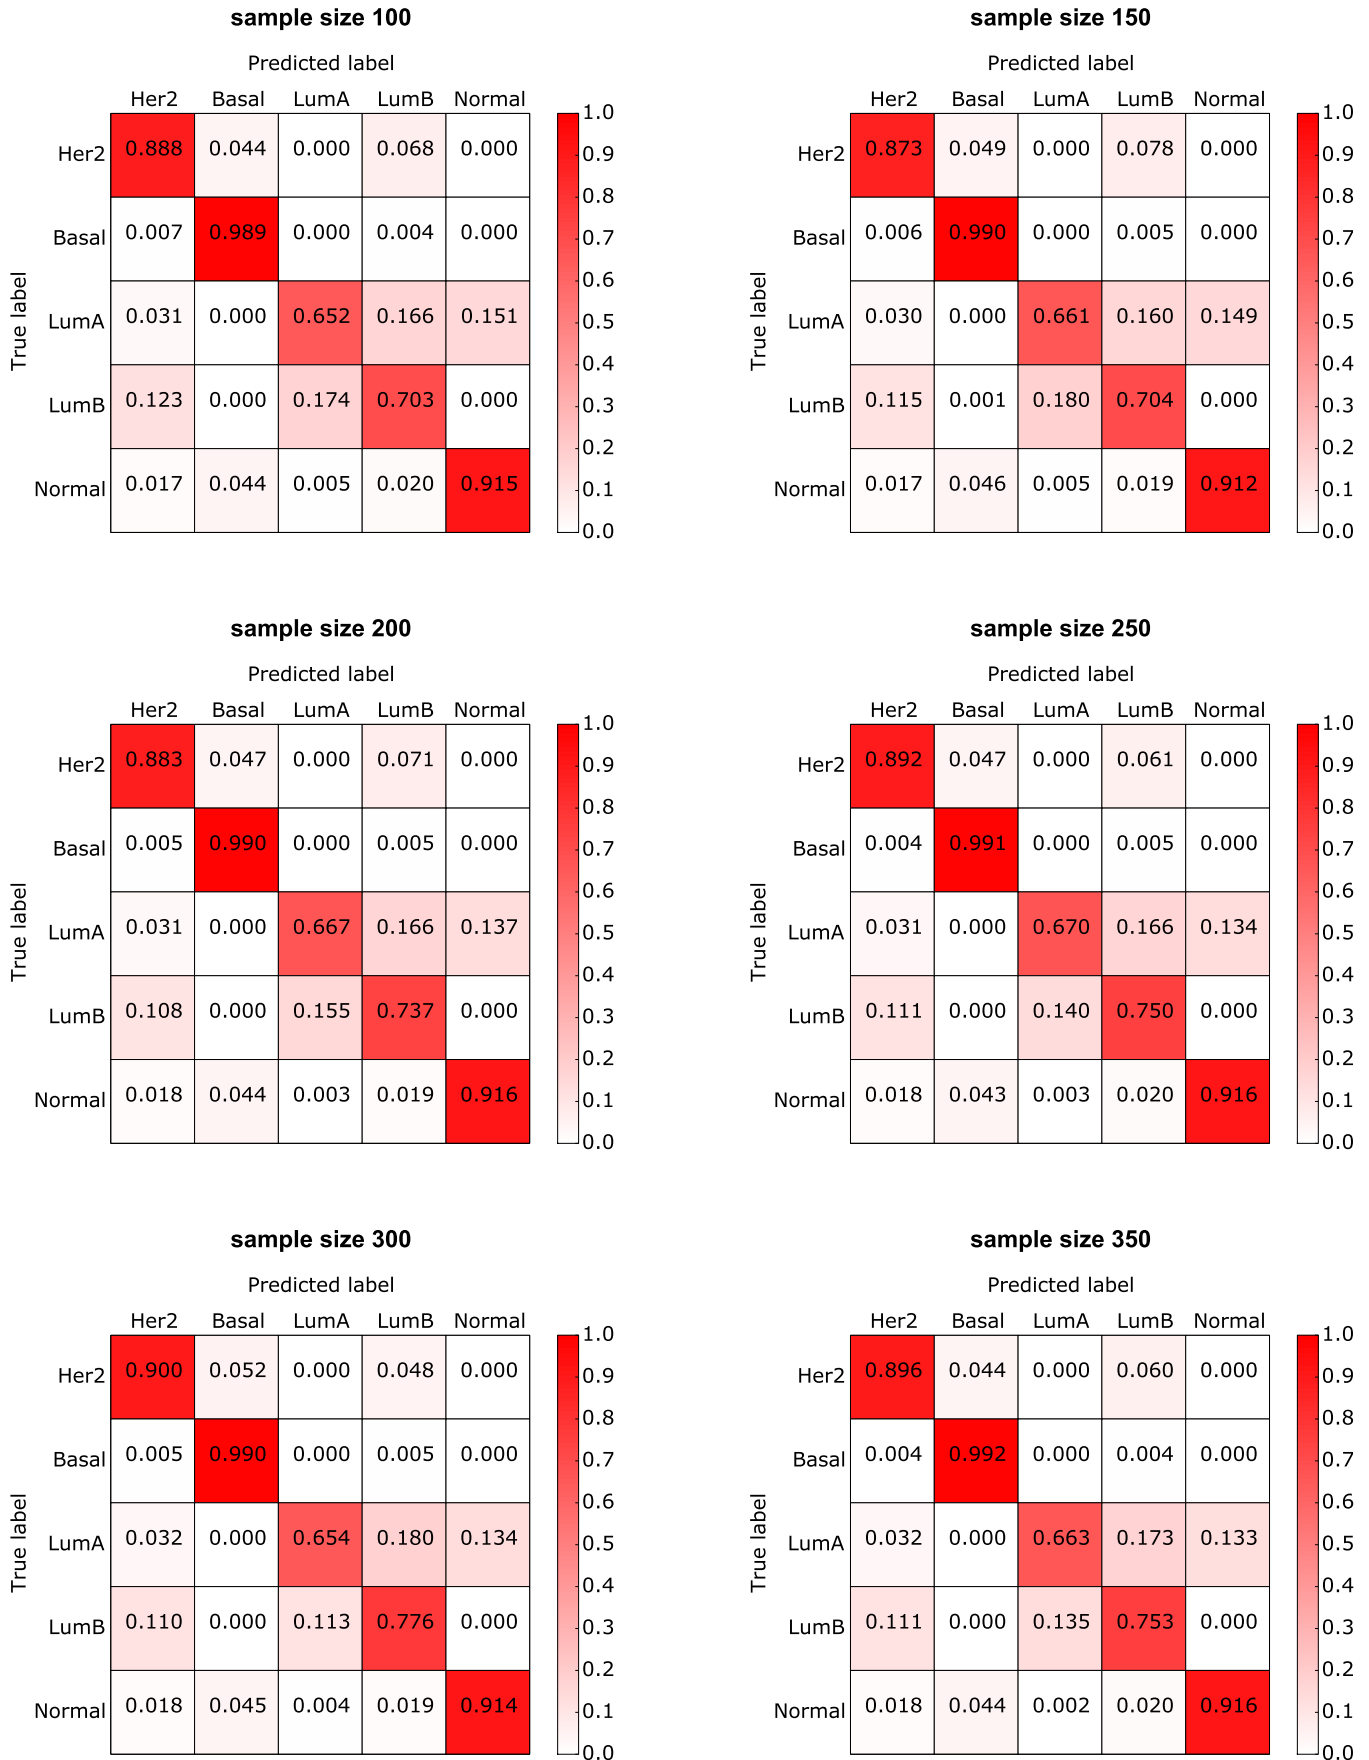 sample size 100
Predicted label
Her2 Basal LumA LumB Normal
True label
Her2 0.888 0.044 0.000 0.068 0.000
Basal 0.007 0.989 0.000 0.004 0.000
LumA 0.031 0.000 0.652 0.166 0.151
LumB 0.123 0.000 0.174 0.703 0.000
Normal 0.017 0.044 0.005 0.020 0.915
1.0
0.9
0.8
0.7
0.6
0.5
0.4
0.3
0.2
0.1
0.0
sample size 150
Predicted label
Her2 Basal LumA LumB Normal
True label
Her2 0.873 0.049 0.000 0.078 0.000
Basal 0.006 0.990 0.000 0.005 0.000
LumA 0.030 0.000 0.661 0.160 0.149
LumB 0.115 0.001 0.180 0.704 0.000
Normal 0.017 0.046 0.005 0.019 0.912
1.0
0.9
0.8
0.7
0.6
0.5
0.4
0.3
0.2
0.1
0.0
sample size 200
Predicted label
Her2 Basal LumA LumB Normal
True label
Her2 0.883 0.047 0.000 0.071 0.000
Basal 0.005 0.990 0.000 0.005 0.000
LumA 0.031 0.000 0.667 0.166 0.137
LumB 0.108 0.000 0.155 0.737 0.000
Normal 0.018 0.044 0.003 0.019 0.916
1.0
0.9
0.8
0.7
0.6
0.5
0.4
0.3
0.2
0.1
0.0
sample size 250
Predicted label
Her2 Basal LumA LumB Normal
True label
Her2 0.892 0.047 0.000 0.061 0.000
Basal 0.004 0.991 0.000 0.005 0.000
LumA 0.031 0.000 0.670 0.166 0.134
LumB 0.111 0.000 0.140 0.750 0.000
Normal 0.018 0.043 0.003 0.020 0.916
1.0
0.9
0.8
0.7
0.6
0.5
0.4
0.3
0.2
0.1
0.0
sample size 300
Predicted label
Her2 Basal LumA LumB Normal
True label
Her2 0.900 0.052 0.000 0.048 0.000
Basal 0.005 0.990 0.000 0.005 0.000
LumA 0.032 0.000 0.654 0.180 0.134
LumB 0.110 0.000 0.113 0.776 0.000
Normal 0.018 0.045 0.004 0.019 0.914
1.0
0.9
0.8
0.7
0.6
0.5
0.4
0.3
0.2
0.1
0.0
sample size 350
Predicted label
Her2 Basal LumA LumB Normal
True label
Her2 0.896 0.044 0.000 0.060 0.000
Basal 0.004 0.992 0.000 0.004 0.000
LumA 0.032 0.000 0.663 0.173 0.133
LumB 0.111 0.000 0.135 0.753 0.000
Normal 0.018 0.044 0.002 0.020 0.916
1.0
0.9
0.8
0.7
0.6
0.5
0.4
0.3
0.2
0.1
0.0